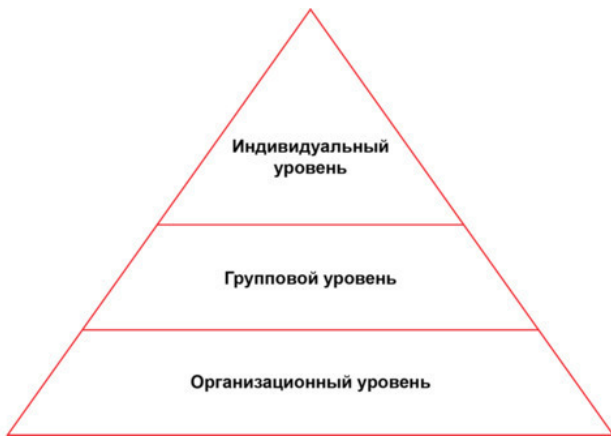 Индивидуальный
уровень
Групповой уровень
Организационный уровень